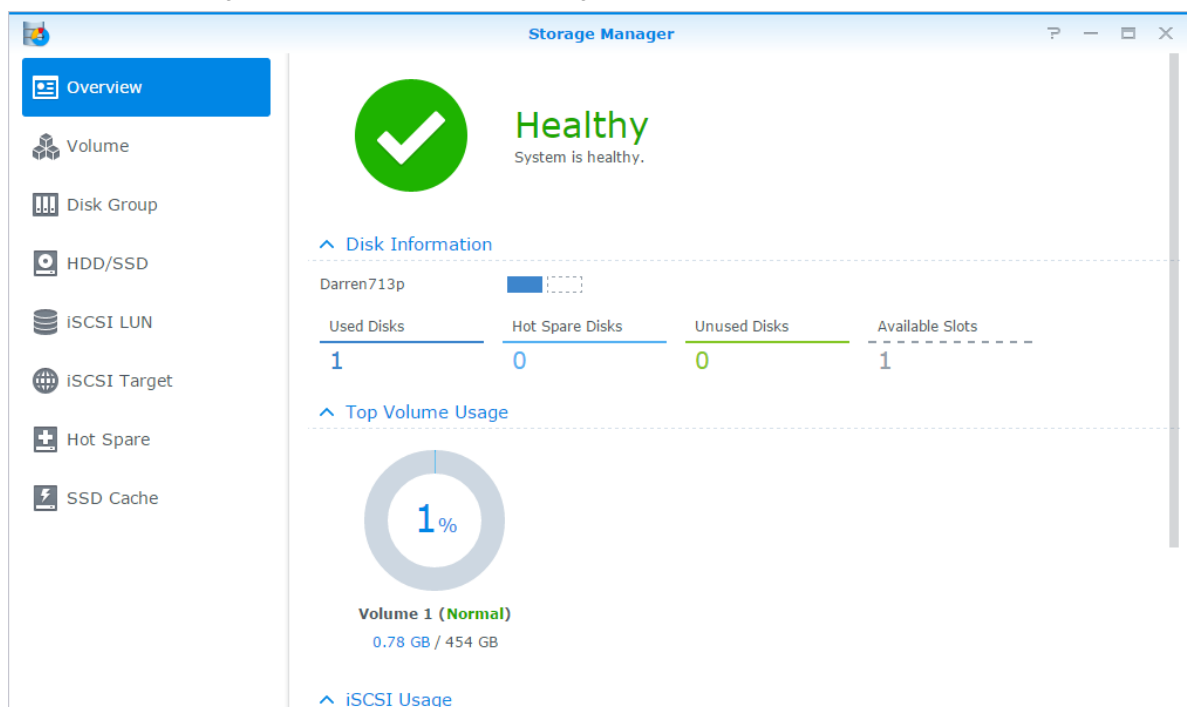 Storage Manager
Overview
Volume
Disk Group
HDD/SSD
iSCSI LUN
iSCSI Target
Hot Spare
SSD Cache
Healthy
System is healthy.
Disk Information
Darren713p
Used Disks Hot Spare Disks Unused Disks Available Slots
1 0 0 1
Top Volume Usage
1%
Volume 1 (Normal)
0.78 GB / 454 GB
iSCSI Usage